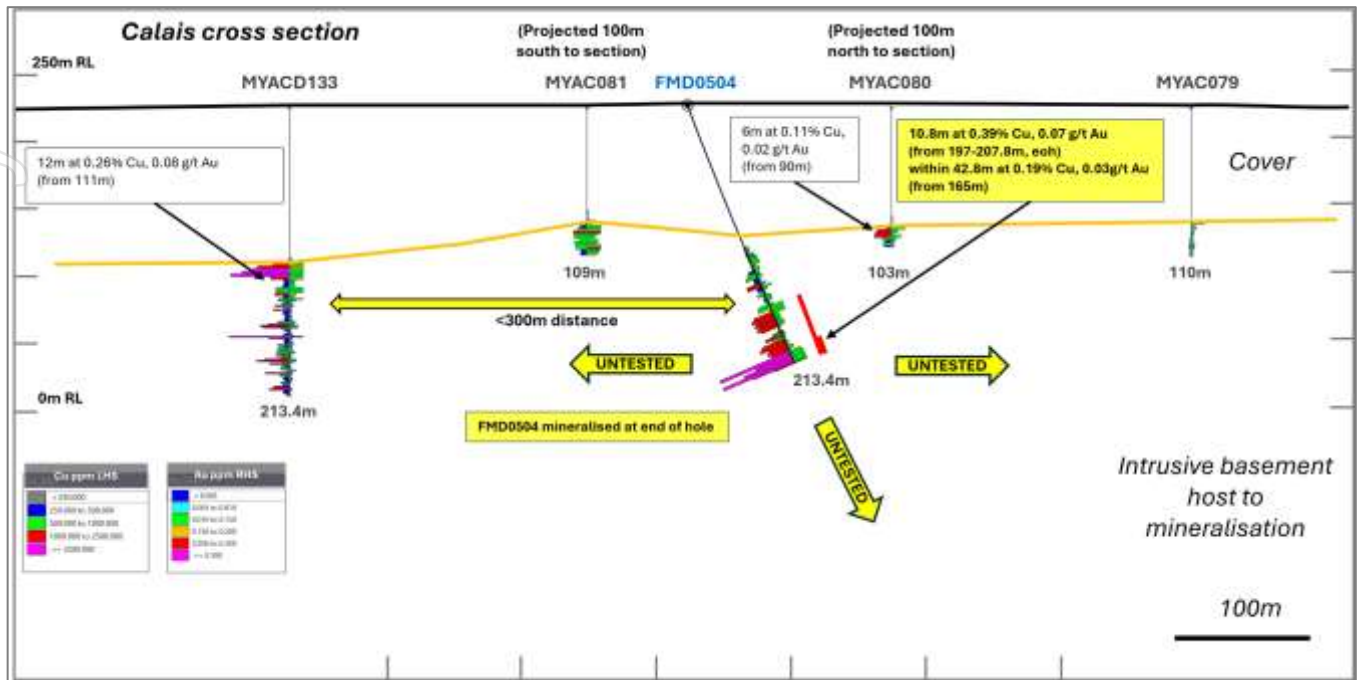 Calais cross section
(Projected 100m
south to section)
(Projected 100m
north to section)
250m RL
MYACD133
MYAC081
FMD0504
MYAC080
MYAC079
12m at 0.26% Cu, 0.08 g/t Au
(from 111m)
6m at 0.11% Cu,
0.02 g/t Au
(from 90m)
10.8m at 0.39% Cu, 0.07 g/t Au
(from 197-207.8m, eoh)
within 42.8m at 0.19% Cu, 0.03g/t Au
(from 165m)
Cover
109m
103m
110m
<300m distance
UNTESTED
UNTESTED
213.4m
0m RL
213.4m
FMD0504 mineralised at end of hole
UNTESTED
Intrusive basement
host to
mineralisation
Cu ppm LHS
Au ppm RHS
100m